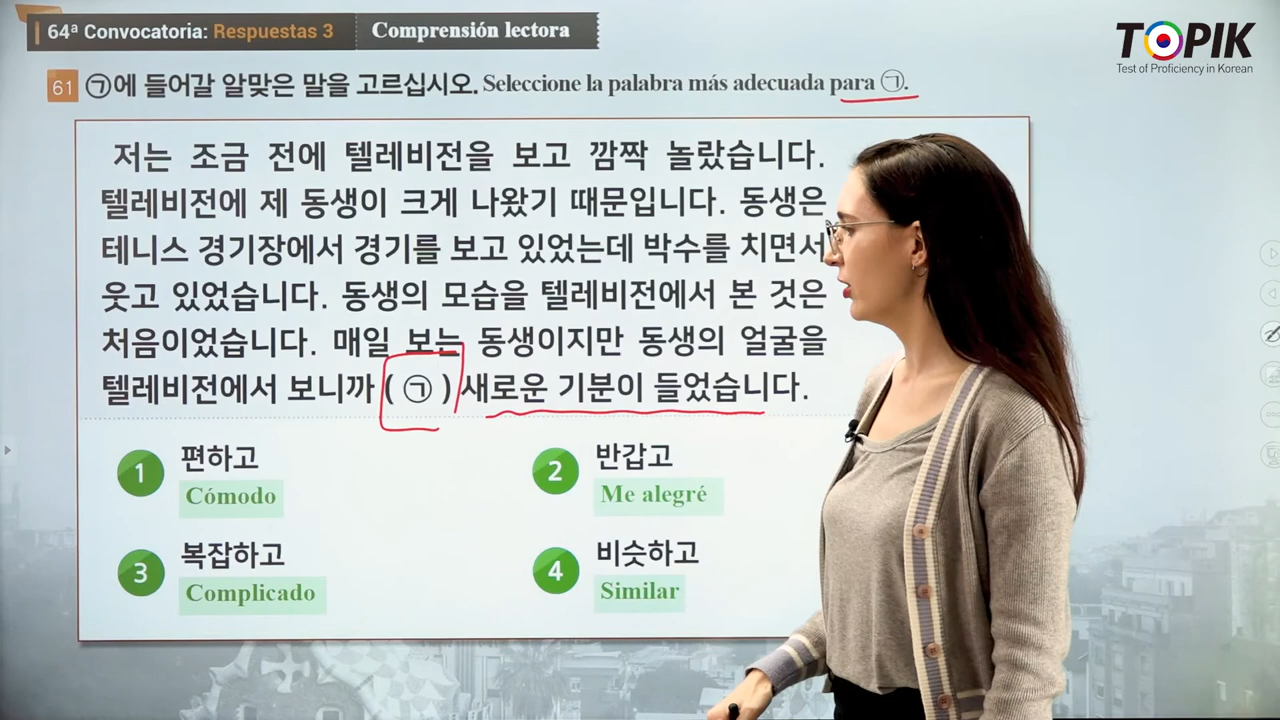 64ª Convocatoria: Respuestas 3 Comprensión lectora
TOPIK
Test of Proficiency in Korean
61 ㉠에 들어갈 알맞은 말을 고르십시오. Seleccione la palabra más adecuada para ㉠.
저는 조금 전에 텔레비전을 보고 깜짝 놀랐습니다.
텔레비전에 제 동생이 크게 나왔기 때문입니다. 동생은
테니스 경기장에서 경기를 보고 있었는데 박수를 치면서
웃고 있었습니다. 동생의 모습을 텔레비전에서 본 것은
처음이었습니다. 매일 보는 동생이지만 동생의 얼굴을
텔레비전에서 보니까 ( ㉠ ) 새로운 기분이 들었습니다.
1 편하고
Cómodo
2 반갑고
Me alegré
3 복잡하고
Complicado
4 비슷하고
Similar